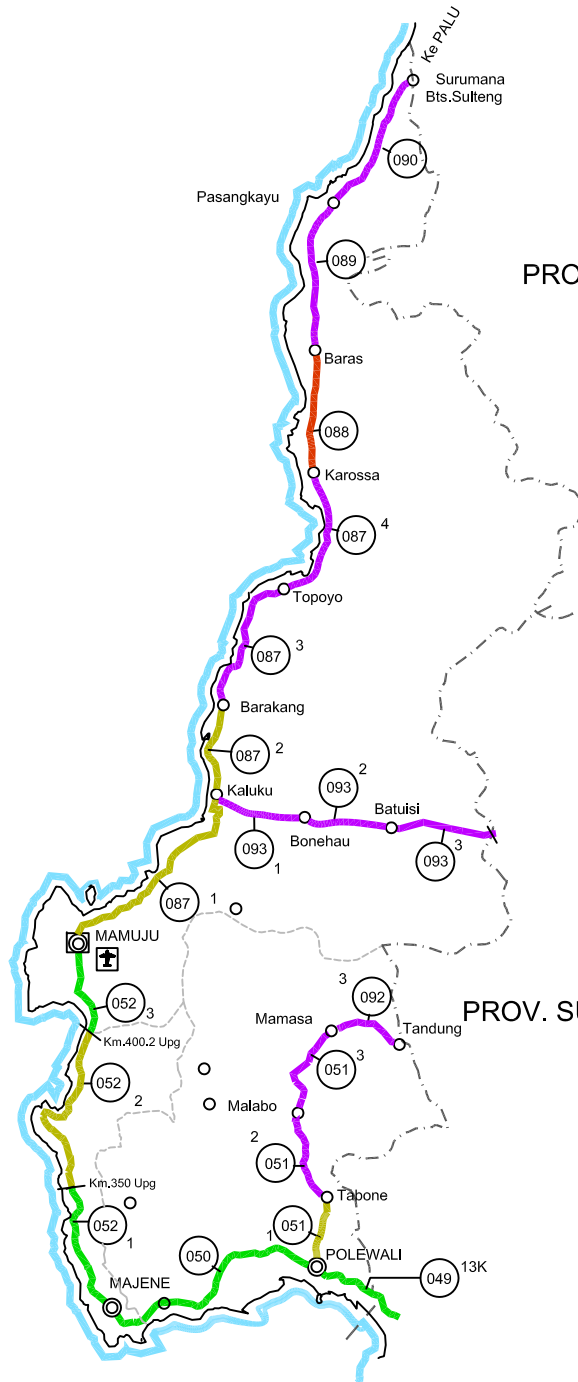 Ke PALU
Surumana
Bts.Sulteng
090
Pasangkayu
089
PRO
Baras
088
Karossa
4
087
Topoyo
3
087
Barakang
2
087
Kaluku
2
093
Batuisi
Bonehau
093
1
3
093
087
1
MAMUJU
052
3
3
092
PROV. SU
Mamasa
Tandung
Km.400.2 Upg
3
051
052
2
Malabo
2
051
Km.350 Upg
Tabone
052
1
051
1
050
POLEWALI
13K
049
MAJENE